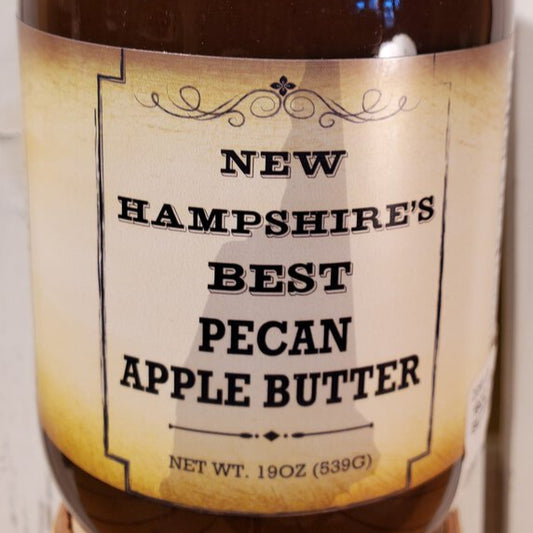 NEW
HAMPSHIRE'S
BEST
PECAN
APPLE BUTTER
NET WT. 19OZ (539G)